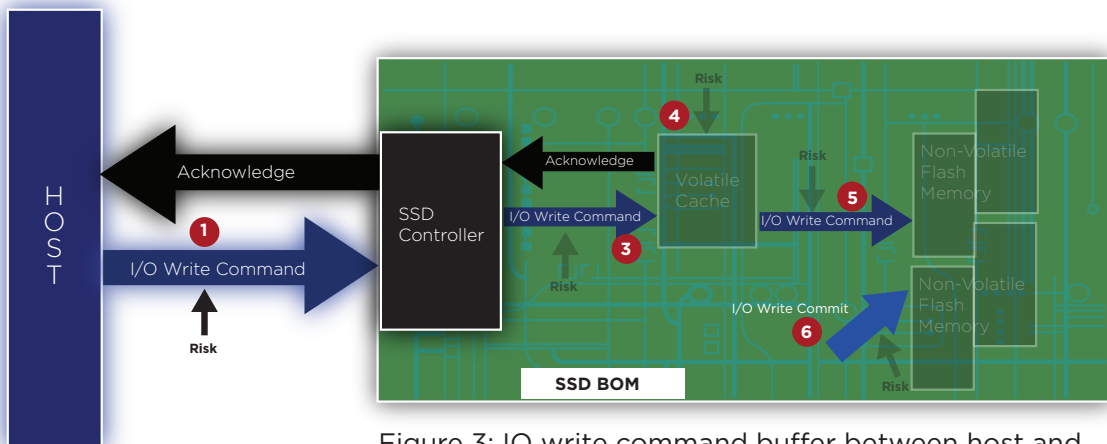 H
O
S
T
Acknowledge
1
I/O Write Command
Risk
SSD
Controller
Acknowledge
I/O Write Command
3
Risk
Risk
4
Volatile
Cache
Risk
5
I/O Write Command
Non-Volatile
Flash
Memory
Non-Volatile
Flash
Memory
I/O Write Commit
6
Risk
SSD BOM
Figure 3: IO write command buffer between host and